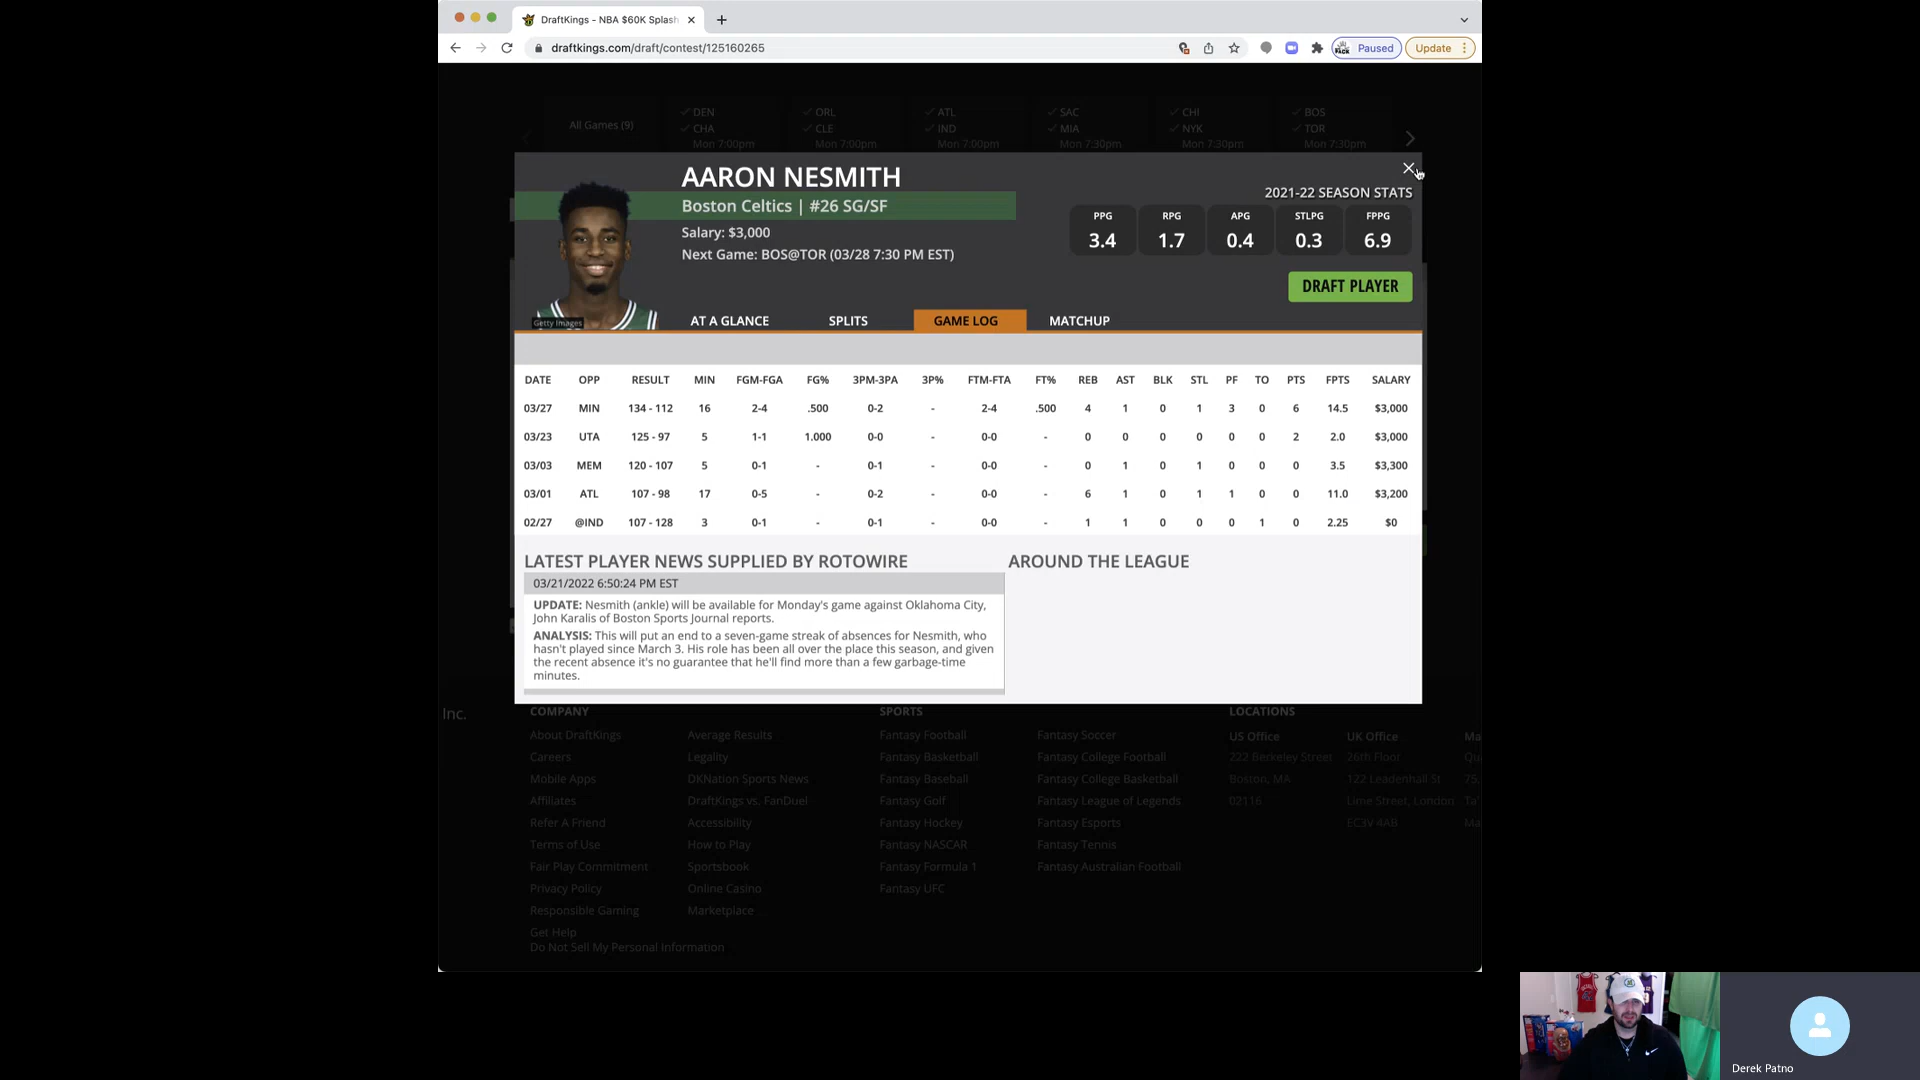 DraftKings - NBA $60K Splash
draftkings.com/draft/contest/125160265
Paused
Update
All Games (9)
DEN
CHA
Mon 7:00pm
ORL
CLE
Mon 7:00pm
ATL
IND
Mon 7:00pm
SAC
MIA
Mon 7:30pm
CHI
NYK
Mon 7:30pm
BOS
TOR
Mon 7:30pm
AARON NESMITH
Boston Celtics | #26 SG/SF
Salary: $3,000
Next Game: BOS@TOR (03/28 7:30 PM EST)
Getty Images
2021-22 SEASON STATS
PPG RPG APG STLPG FPPG
3.4 1.7 0.4 0.3 6.9
DRAFT PLAYER
AT A GLANCE SPLITS GAME LOG MATCHUP
DATE OPP RESULT MIN FGM-FGA FG% 3PM-3PA 3P% FTM-FTA FT% REB AST BLK STL PF TO PTS FPTS SALARY
03/27 MIN 134 - 112 16 2-4 .500 0-2 - 2-4 .500 4 1 0 1 3 0 6 14.5 $3,000
03/23 UTA 125 - 97 5 1-1 1.000 0-0 - 0-0 - 0 0 0 0 0 0 2 2.0 $3,000
03/03 MEM 120 - 107 5 0-1 - 0-1 - 0-0 - 0 1 0 1 0 0 0 3.5 $3,300
03/01 ATL 107 - 98 17 0-5 - 0-2 - 0-0 - 6 1 0 1 1 0 0 11.0 $3,200
02/27 @IND 107 - 128 3 0-1 - 0-1 - 0-0 - 1 1 0 0 0 1 0 2.25 $0
LATEST PLAYER NEWS SUPPLIED BY ROTOWIRE
03/21/2022 6:50:24 PM EST
UPDATE: Nesmith (ankle) will be available for Monday's game against Oklahoma City,
John Karalis of Boston Sports Journal reports.
ANALYSIS: This will put an end to a seven-game streak of absences for Nesmith, who
hasn't played since March 3. His role has been all over the place this season, and given
the recent absence it's no guarantee that he'll find more than a few garbage-time
minutes.
AROUND THE LEAGUE
Inc.
COMPANY
About DraftKings
Careers
Mobile Apps
Affiliates
Refer A Friend
Terms of Use
Fair Play Commitment
Privacy Policy
Responsible Gaming
Get Help
Do Not Sell My Personal Information
Average Results
Legality
DKNation Sports News
DraftKings vs. FanDuel
Accessibility
How to Play
Sportsbook
Online Casino
Marketplace
SPORTS
Fantasy Football
Fantasy Basketball
Fantasy Baseball
Fantasy Golf
Fantasy Hockey
Fantasy NASCAR
Fantasy Formula 1
Fantasy UFC
Fantasy Soccer
Fantasy College Football
Fantasy College Basketball
Fantasy League of Legends
Fantasy Esports
Fantasy Tennis
Fantasy Australian Football
LOCATIONS
US Office
222 Berkeley Street
Boston, MA
02116
UK Office
26th Floor
122 Leadenhall St
Lime Street, London
EC3V 4AB
Derek Patno